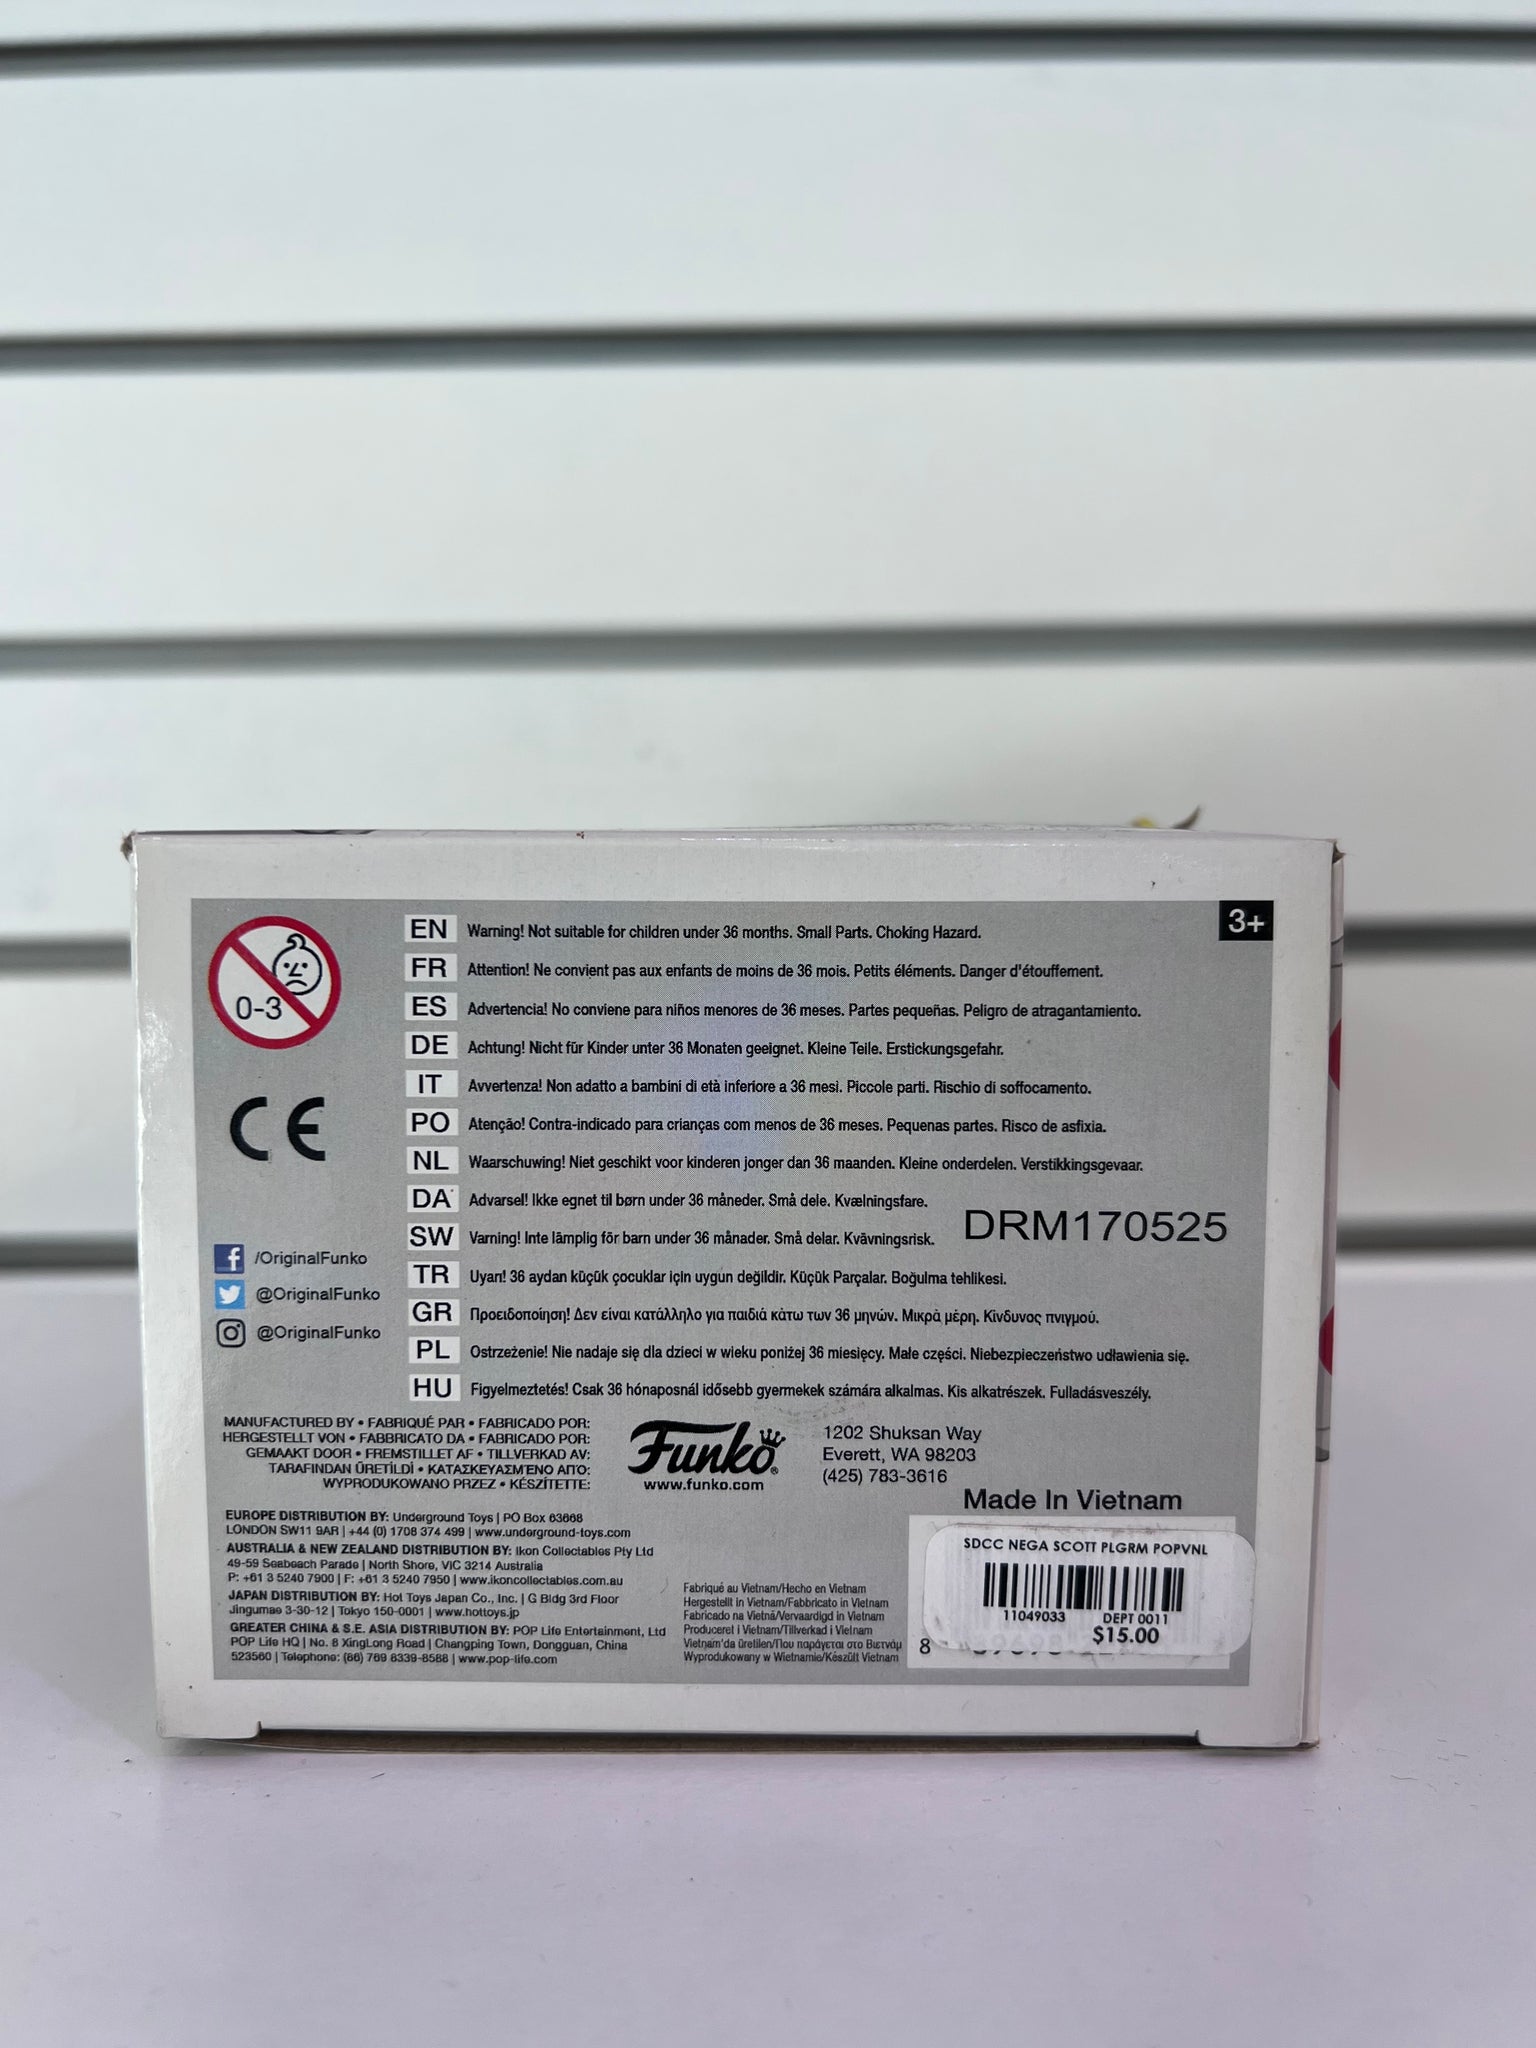 0-3
EN Warning! Not suitable for children under 36 months. Small Parts. Choking Hazard.
3+
FR Attention! Ne convient pas aux enfants de moins de 36 mois. Petits éléments. Danger d'étouffement.
ES Advertencia! No conviene para niños menores de 36 meses. Partes pequeñas. Peligro de atragantamiento.
DE Achtung! Nicht für Kinder unter 36 Monaten geeignet. Kleine Teile. Erstickungsgefahr.
IT Avvertenza! Non adatto a bambini di età inferiore a 36 mesi. Piccole parti. Rischio di soffocamento.
PO Atenção! Contra-indicado para crianças com menos de 36 meses. Pequenas partes. Risco de asfixia.
NL Waarschuwing! Niet geschikt voor kinderen jonger dan 36 maanden. Kleine onderdelen. Verstikkingsgevaar.
DA Advarsel! Ikke egnet til børn under 36 måneder. Små dele. Kvælningsfare.
SW Varning! Inte lämplig för barn under 36 månader. Små delar. Kvävningsrisk.
DRM170525
TR Uyarı! 36 aydan küçük çocuklar için uygun değildir. Küçük Parçalar. Boğulma tehlikesi.
GR Προειδοποίηση! Δεν είναι κατάλληλο για παιδιά κάτω των 36 μηνών. Μικρά μέρη. Κίνδυνος πνιγμού.
PL Ostrzeżenie! Nie nadaje się dla dzieci w wieku poniżej 36 miesięcy. Małe części. Niebezpieczeństwo udławienia się.
HU Figyelmeztetés! Csak 36 hónaposnál idősebb gyermekek számára alkalmas. Kis alkatrészek. Fulladásveszély.
CE
/OriginalFunko
@OriginalFunko
@OriginalFunko
MANUFACTURED BY • FABRIQUÉ PAR • FABRICADO POR:
HERGESTELLT VON • FABBRICATO DA • FABRICADO POR:
GEMAAKT DOOR • FREMSTILLET AF • TILLVERKAD AV:
TARAFINDAN ÜRETİLDİ • ΚΑΤΑΣΚΕΥΑΣΜΈΝΟ ΑΠΌ:
WYPRODUKOWANO PRZEZ • KÉSZÍTETTE:
Funko®
www.funko.com
1202 Shuksan Way
Everett, WA 98203
(425) 783-3616
Made In Vietnam
EUROPE DISTRIBUTION BY: Underground Toys | PO Box 63668
LONDON SW11 9AR | +44 (0) 1708 374 499 | www.underground-toys.com
AUSTRALIA & NEW ZEALAND DISTRIBUTION BY: Ikon Collectables Pty Ltd
49-59 Seabeach Parade | North Shore, VIC 3214 Australia
P: +61 3 5240 7900 | F: +61 3 5240 7950 | www.ikoncollectables.com.au
JAPAN DISTRIBUTION BY: Hot Toys Japan Co., Inc. | G Bldg 3rd Floor
Jingumae 3-30-12 | Tokyo 150-0001 | www.hottoys.jp
GREATER CHINA & S.E. ASIA DISTRIBUTION BY: POP Life Entertainment, Ltd
POP Life HQ | No. 8 XingLong Road | Changping Town, Dongguan, China
523560 | Telephone: (86) 769 8339-8588 | www.pop-life.com
Fabriqué au Vietnam/Hecho en Vietnam
Hergestellt in Vietnam/Fabbricato in Vietnam
Fabricado na Vietnã/Vervaardigd in Vietnam
Produceret i Vietnam/Tillverkad i Vietnam
Vietnam'da üretilen/Που παράγεται στο Βιετνάμ
Wyprodukowany w Wietnamie/Készült Vietnam
SDCC NEGA SCOTT PLGRM POPVNL
11049033 DEPT 0011
$15.00
8